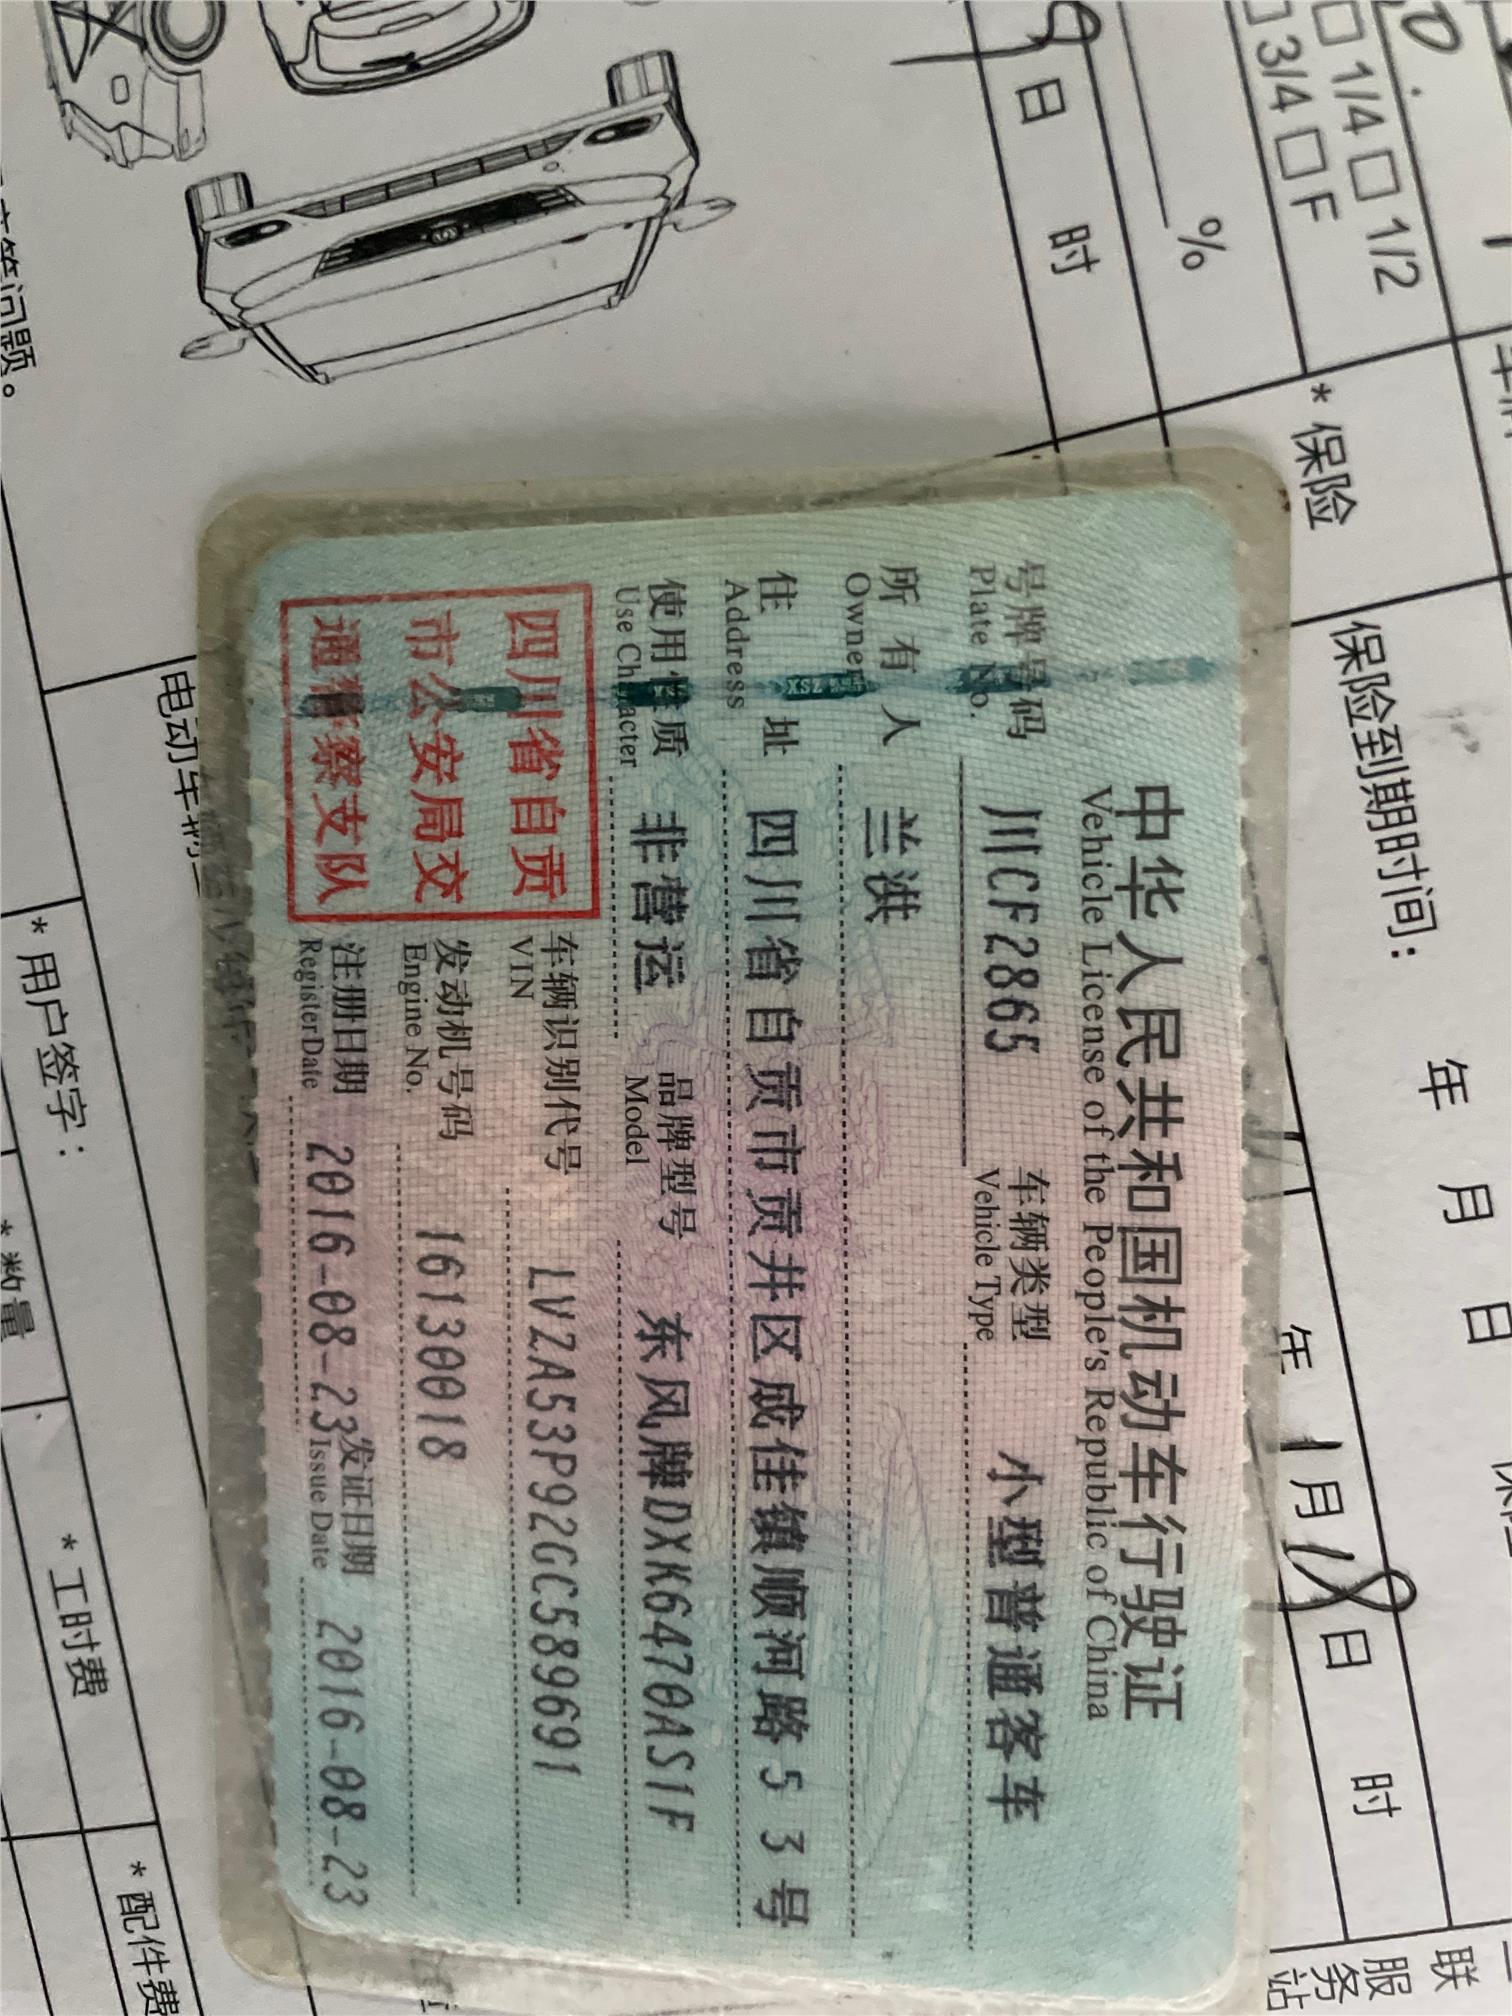 中华人民共和国机动车行驶证
Vehicle License of the People's Republic of China
号牌号码 川CF2865 车辆类型 小型普通客车
Plate No. Vehicle Type
所有人 兰洪
Owner
住址 四川省自贡市贡井区成佳镇顺河路53号
Address
使用性质 非营运 品牌型号 东风牌DXK6470AS1F
Use Character Model
四川省自贡
市公安局交
通警察支队
车辆识别代号 LVZA53P92GC589691
VIN
发动机号码 16130018
Engine No.
注册日期 2016-08-23 发证日期 2016-08-23
Register Date Issue Date
□ 1/4 □ 1/2
□ 3/4 □ F
%
9日 时
* 保险
保险到期时间: 年 月 日
年 1月 18日 时
联
服务站
* 用户签字:
* 数量
* 工时费
* 配件费
问题。